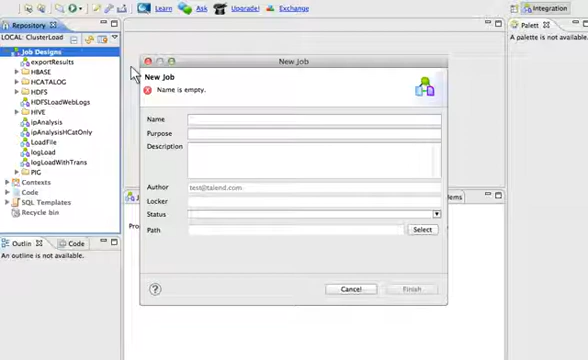 Learn
Ask
Upgrade!
Exchange
Integration
Repository
LOCAL: ClusterLoad
Job Designs
exportResults
HBASE
HCATALOG
HDFS
HDFSLoadWebLogs
HIVE
ipAnalysis
ipAnalysisHCatOnly
LoadFile
logLoad
logLoadWithTrans
PIG
Contexts
Code
SQL Templates
Recycle bin
Outlin
Code
An outline is not available.
New Job
New Job
Name is empty.
Name
Purpose
Description
Author
test@talend.com
Locker
Status
Path
Select
Cancel
Finish
Palett
A palette is not available.